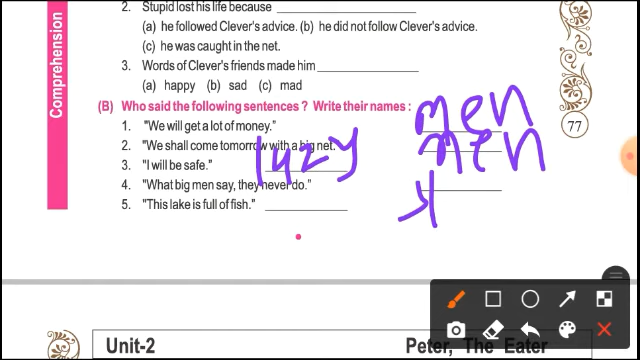 2. Stupid lost his life because
(a) he followed Clever's advice. (b) he did not follow Clever's advice.
(c) he was caught in the net.
3. Words of Clever's friends made him
(a) happy (b) sad (c) mad
Comprehension
(B) Who said the following sentences ? Write their names :
1. "We will get a lot of money." men
2. "We shall come tomorrow with a big net. men
3. "I will be safe." lazy
4. "What big men say, they never do."
5. "This lake is full of fish."
77
Unit-2 Peter, The Eater